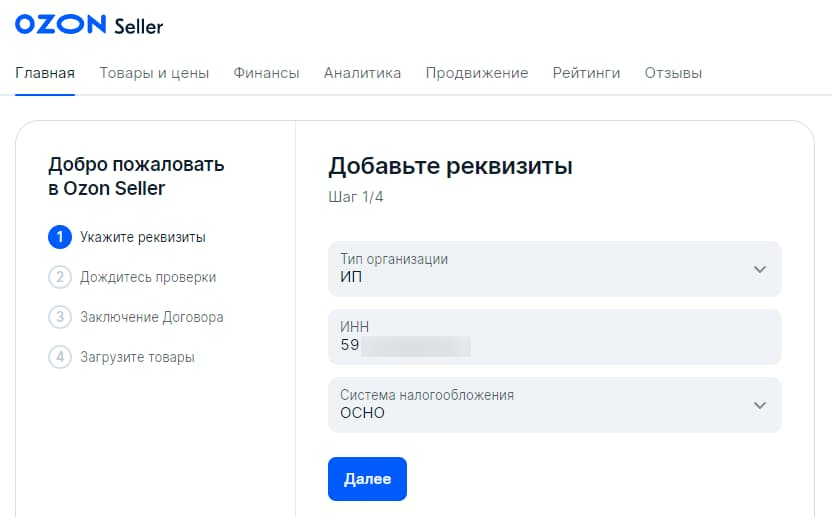 OZON Seller
Главная Товары и цены Финансы Аналитика Продвижение Рейтинги Отзывы
Добро пожаловать
в Ozon Seller
1 Укажите реквизиты
2 Дождитесь проверки
3 Заключение Договора
4 Загрузите товары
Добавьте реквизиты
Шаг 1/4
Тип организации
ИП
ИНН
59
Система налогообложения
ОСНО
Далее